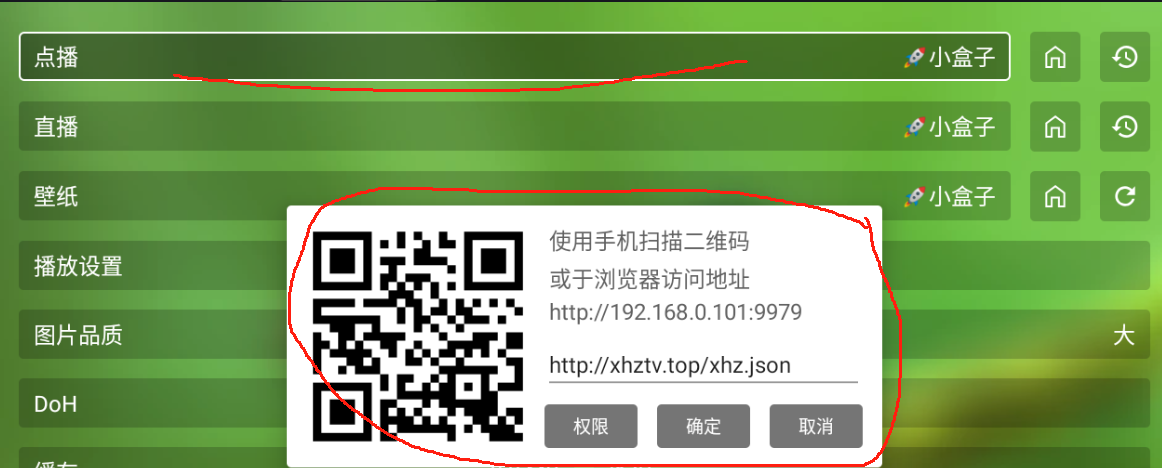 点播 🚀小盒子
直播 🚀小盒子
壁纸 🚀小盒子
播放设置
图片品质 大
DoH
使用手机扫描二维码
或于浏览器访问地址
http://192.168.0.101:9979
http://xhztv.top/xhz.json
权限 确定 取消